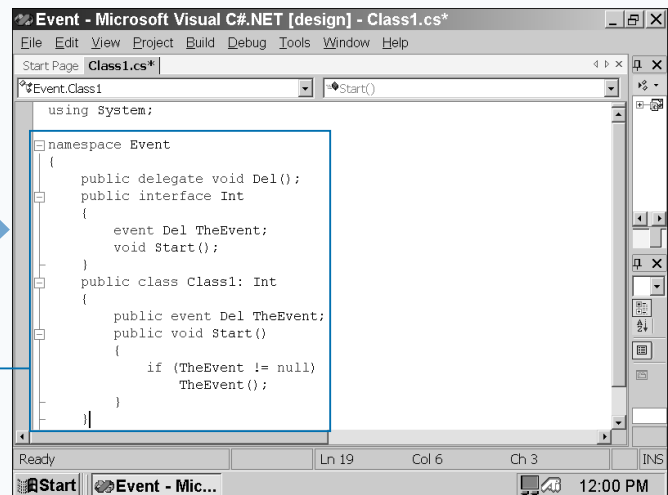 Event - Microsoft Visual C#.NET [design] - Class1.cs*
File Edit View Project Build Debug Tools Window Help
Start Page Class1.cs*
Event.Class1 Start()
using System;
namespace Event
{
public delegate void Del();
public interface Int
{
event Del TheEvent;
void Start();
}
public class Class1: Int
{
public event Del TheEvent;
public void Start()
{
if (TheEvent != null)
TheEvent();
}
}
Ready Ln 19 Col 6 Ch 3 INS
Start Event - Mic... 12:00 PM